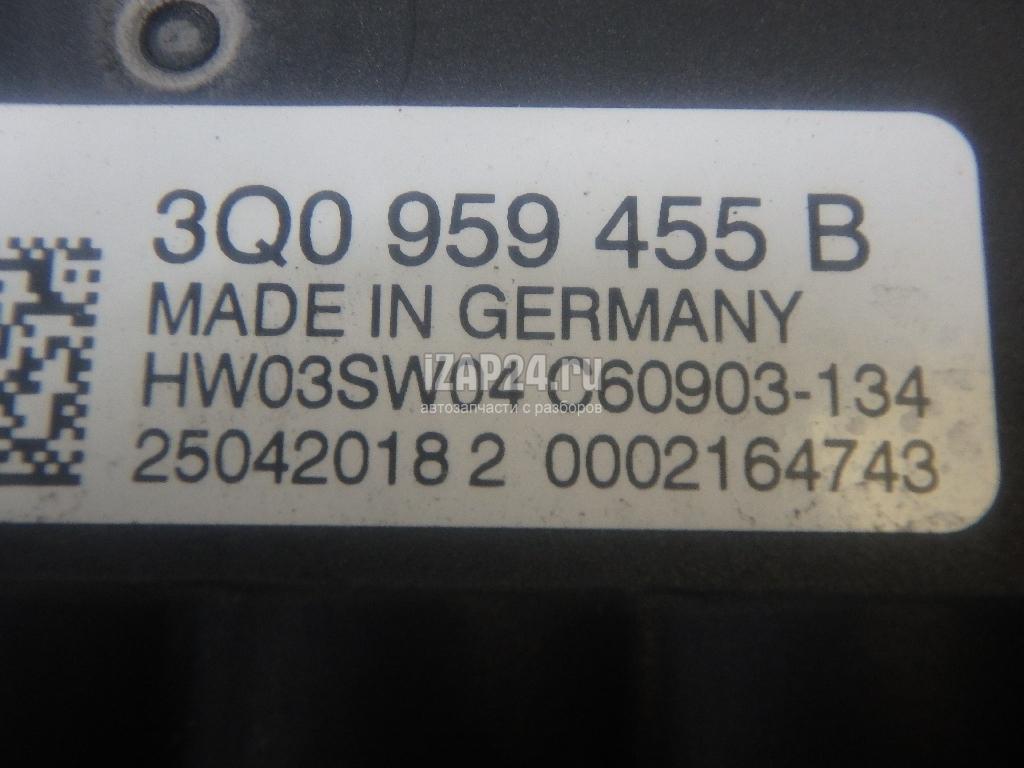 3Q0 959 455 B
MADE IN GERMANY
HW03SW04 C60903-134
iZAP24.ru
автозапчасти с разборов
25042018 2 0002164743